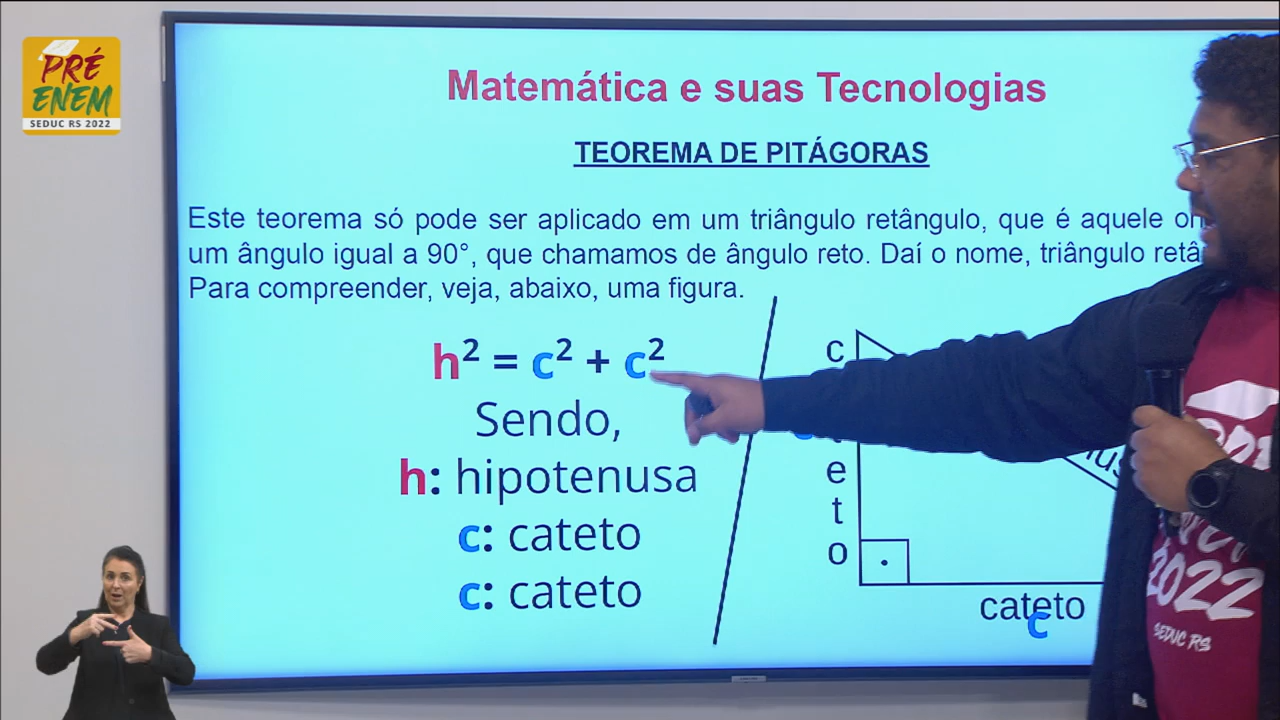 PRÉ
ENEM
SEDUC RS 2022
Matemática e suas Tecnologias
TEOREMA DE PITÁGORAS
Este teorema só pode ser aplicado em um triângulo retângulo, que é aquele
um ângulo igual a 90°, que chamamos de ângulo reto. Daí o nome, triângulo
Para compreender, veja, abaixo, uma figura.
h² = c² + c²
Sendo,
h: hipotenusa
c: cateto
c: cateto
c
e
t
o
cateto
c
2022
SEDUC RS